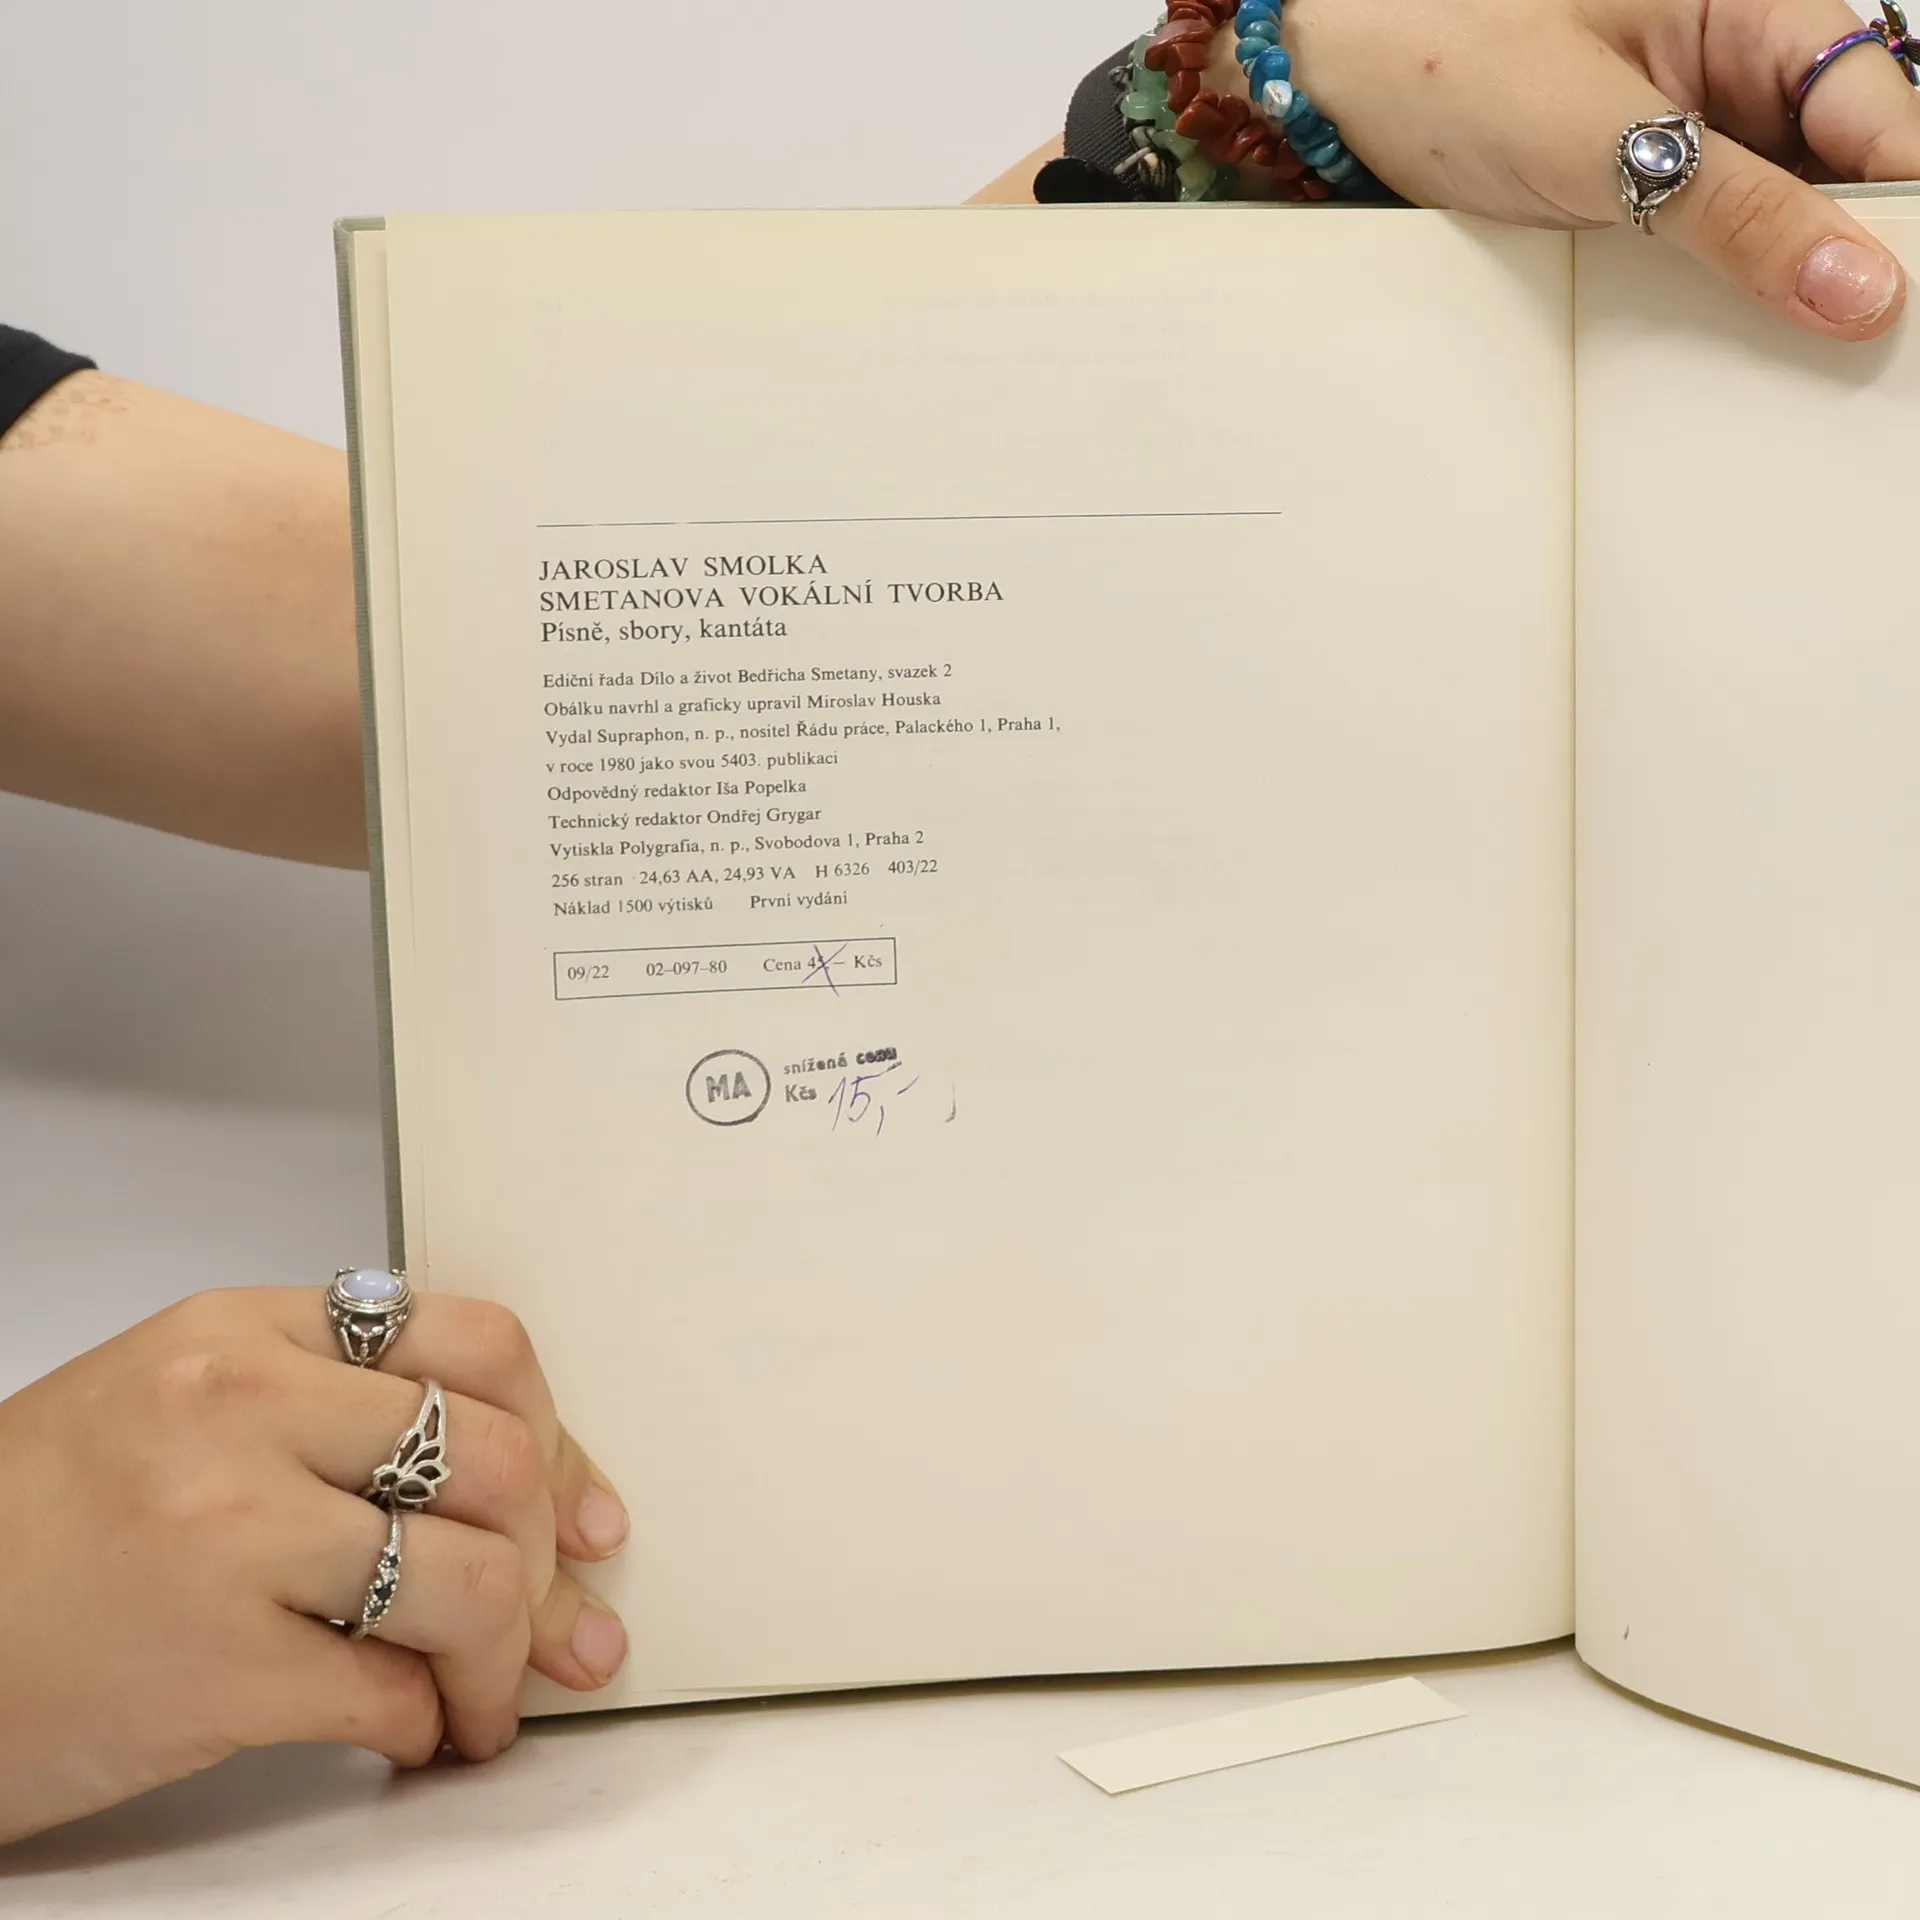 JAROSLAV SMOLKA
SMETANOVA VOKÁLNÍ TVORBA
Písně, sbory, kantáta
Ediční řada Dílo a život Bedřicha Smetany, svazek 2
Obálku navrhl a graficky upravil Miroslav Houska
Vydal Supraphon, n. p., nositel Řádu práce, Palackého 1, Praha 1,
v roce 1980 jako svou 5403. publikaci
Odpovědný redaktor Iša Popelka
Technický redaktor Ondřej Grygar
Vytiskla Polygrafia, n. p., Svobodova 1, Praha 2
256 stran 24,63 AA, 24,93 VA H 6326 403/22
Náklad 1500 výtisků První vydání
09/22 02–097–80 Cena 45,– Kčs
MA snížená cena
Kčs 15,-